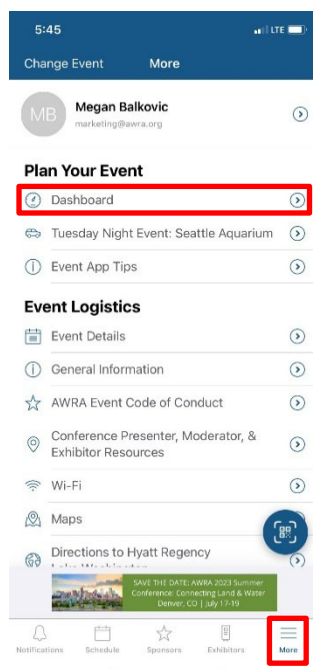 5:45
LTE
Change Event
More
MB
Megan Balkovic
marketing@awra.org
Plan Your Event
Dashboard
Tuesday Night Event: Seattle Aquarium
Event App Tips
Event Logistics
Event Details
General Information
AWRA Event Code of Conduct
Conference Presenter, Moderator, &
Exhibitor Resources
Wi-Fi
Maps
Directions to Hyatt Regency
SAVE THE DATE: AWRA 2023 Summer
Conference: Connecting Land & Water
Denver, CO | July 17-19
Notifications
Schedule
Sponsors
Exhibitors
More